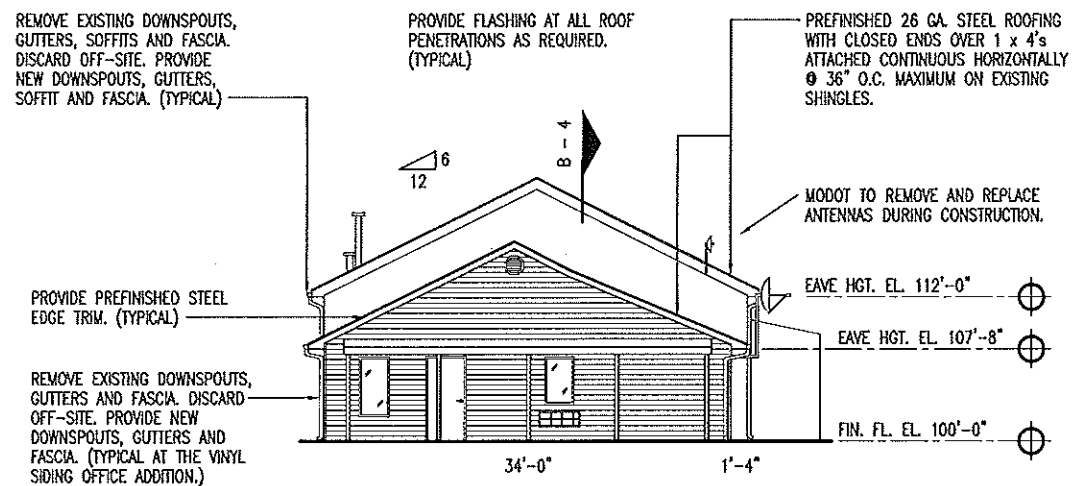 REMOVE EXISTING DOWNSPOUTS,
GUTTERS, SOFFITS AND FASCIA.
DISCARD OFF-SITE. PROVIDE
NEW DOWNSPOUTS, GUTTERS,
SOFFIT AND FASCIA. (TYPICAL)
PROVIDE FLASHING AT ALL ROOF
PENETRATIONS AS REQUIRED.
(TYPICAL)
PREFINISHED 26 GA. STEEL ROOFING
WITH CLOSED ENDS OVER 1 x 4's
ATTACHED CONTINUOUS HORIZONTALLY
@ 36" O.C. MAXIMUM ON EXISTING
SHINGLES.
B - 4
6
12
MODOT TO REMOVE AND REPLACE
ANTENNAS DURING CONSTRUCTION.
EAVE HGT. EL. 112'-0"
PROVIDE PREFINISHED STEEL
EDGE TRIM. (TYPICAL)
EAVE HGT. EL. 107'-8"
REMOVE EXISTING DOWNSPOUTS,
GUTTERS AND FASCIA. DISCARD
OFF-SITE. PROVIDE NEW
DOWNSPOUTS, GUTTERS AND
FASCIA. (TYPICAL AT THE VINYL
SIDING OFFICE ADDITION.)
FIN. FL. EL. 100'-0"
34'-0"
1'-4"